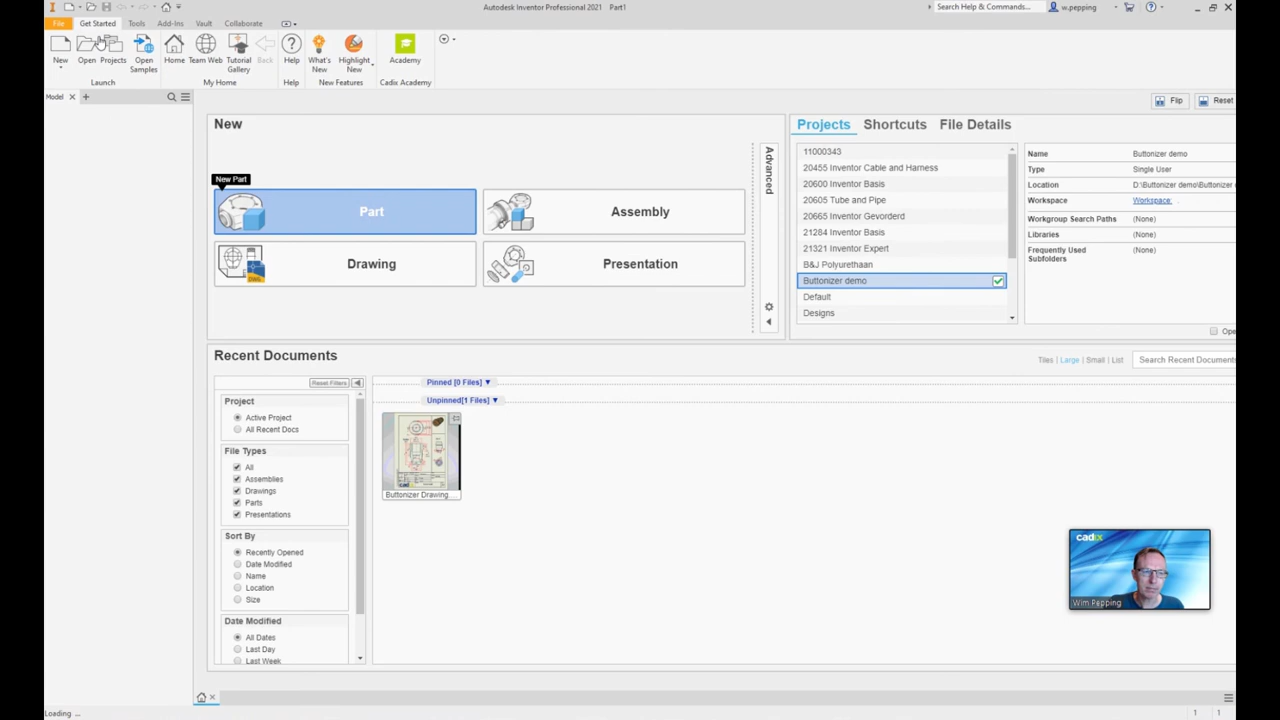 Autodesk Inventor Professional 2021 Part1
Search Help & Commands...
w.pepping
File Get Started Tools Add-Ins Vault Collaborate
New Open Projects Open Samples Home Team Web Tutorial Gallery Back Help What's New Highlight New Academy
Launch My Home Help New Features Cadix Academy
Model
Flip Reset
New
New Part
Part
Assembly
Drawing
DWG
Presentation
Advanced
Projects Shortcuts File Details
11000343
20455 Inventor Cable and Harness
20600 Inventor Basis
20605 Tube and Pipe
20665 Inventor Gevorderd
21284 Inventor Basis
21321 Inventor Expert
B&J Polyurethaan
Buttonizer demo
Default
Designs
Name Buttonizer demo
Type Single User
Location D:\Buttonizer demo\Buttonizer
Workspace Workspace:
Workgroup Search Paths (None)
Libraries (None)
Frequently Used Subfolders (None)
Ope
Recent Documents
Tiles | Large | Small | List
Search Recent Documents
Reset Filters
Pinned [0 Files]
Unpinned[1 Files]
Buttonizer Drawing....
Project
Active Project
All Recent Docs
File Types
All
Assemblies
Drawings
Parts
Presentations
Sort By
Recently Opened
Date Modified
Name
Location
Size
Date Modified
All Dates
Last Day
Last Week
cadix
Wim Pepping
Loading ...
1 1